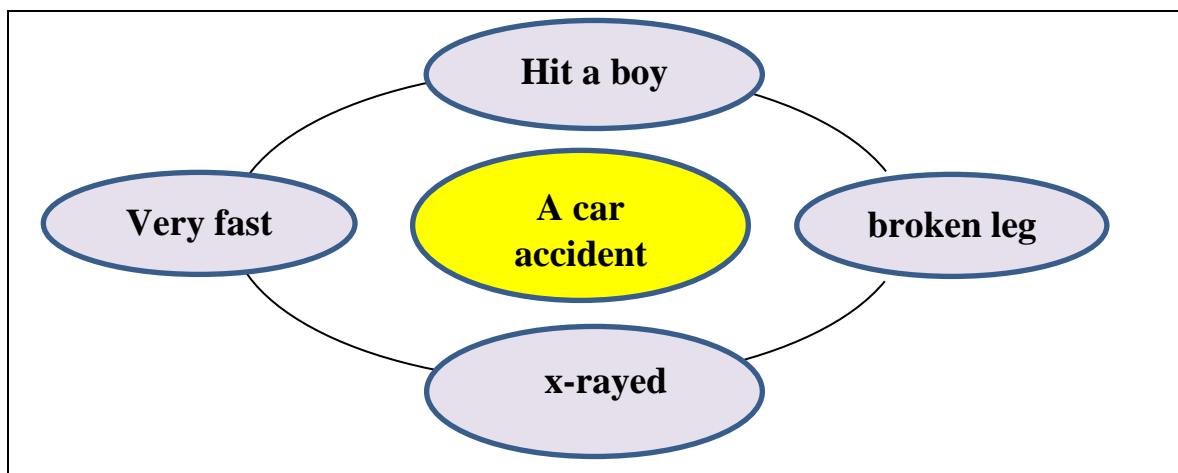 Hit a boy
Very fast
A car
accident
broken leg
x-rayed